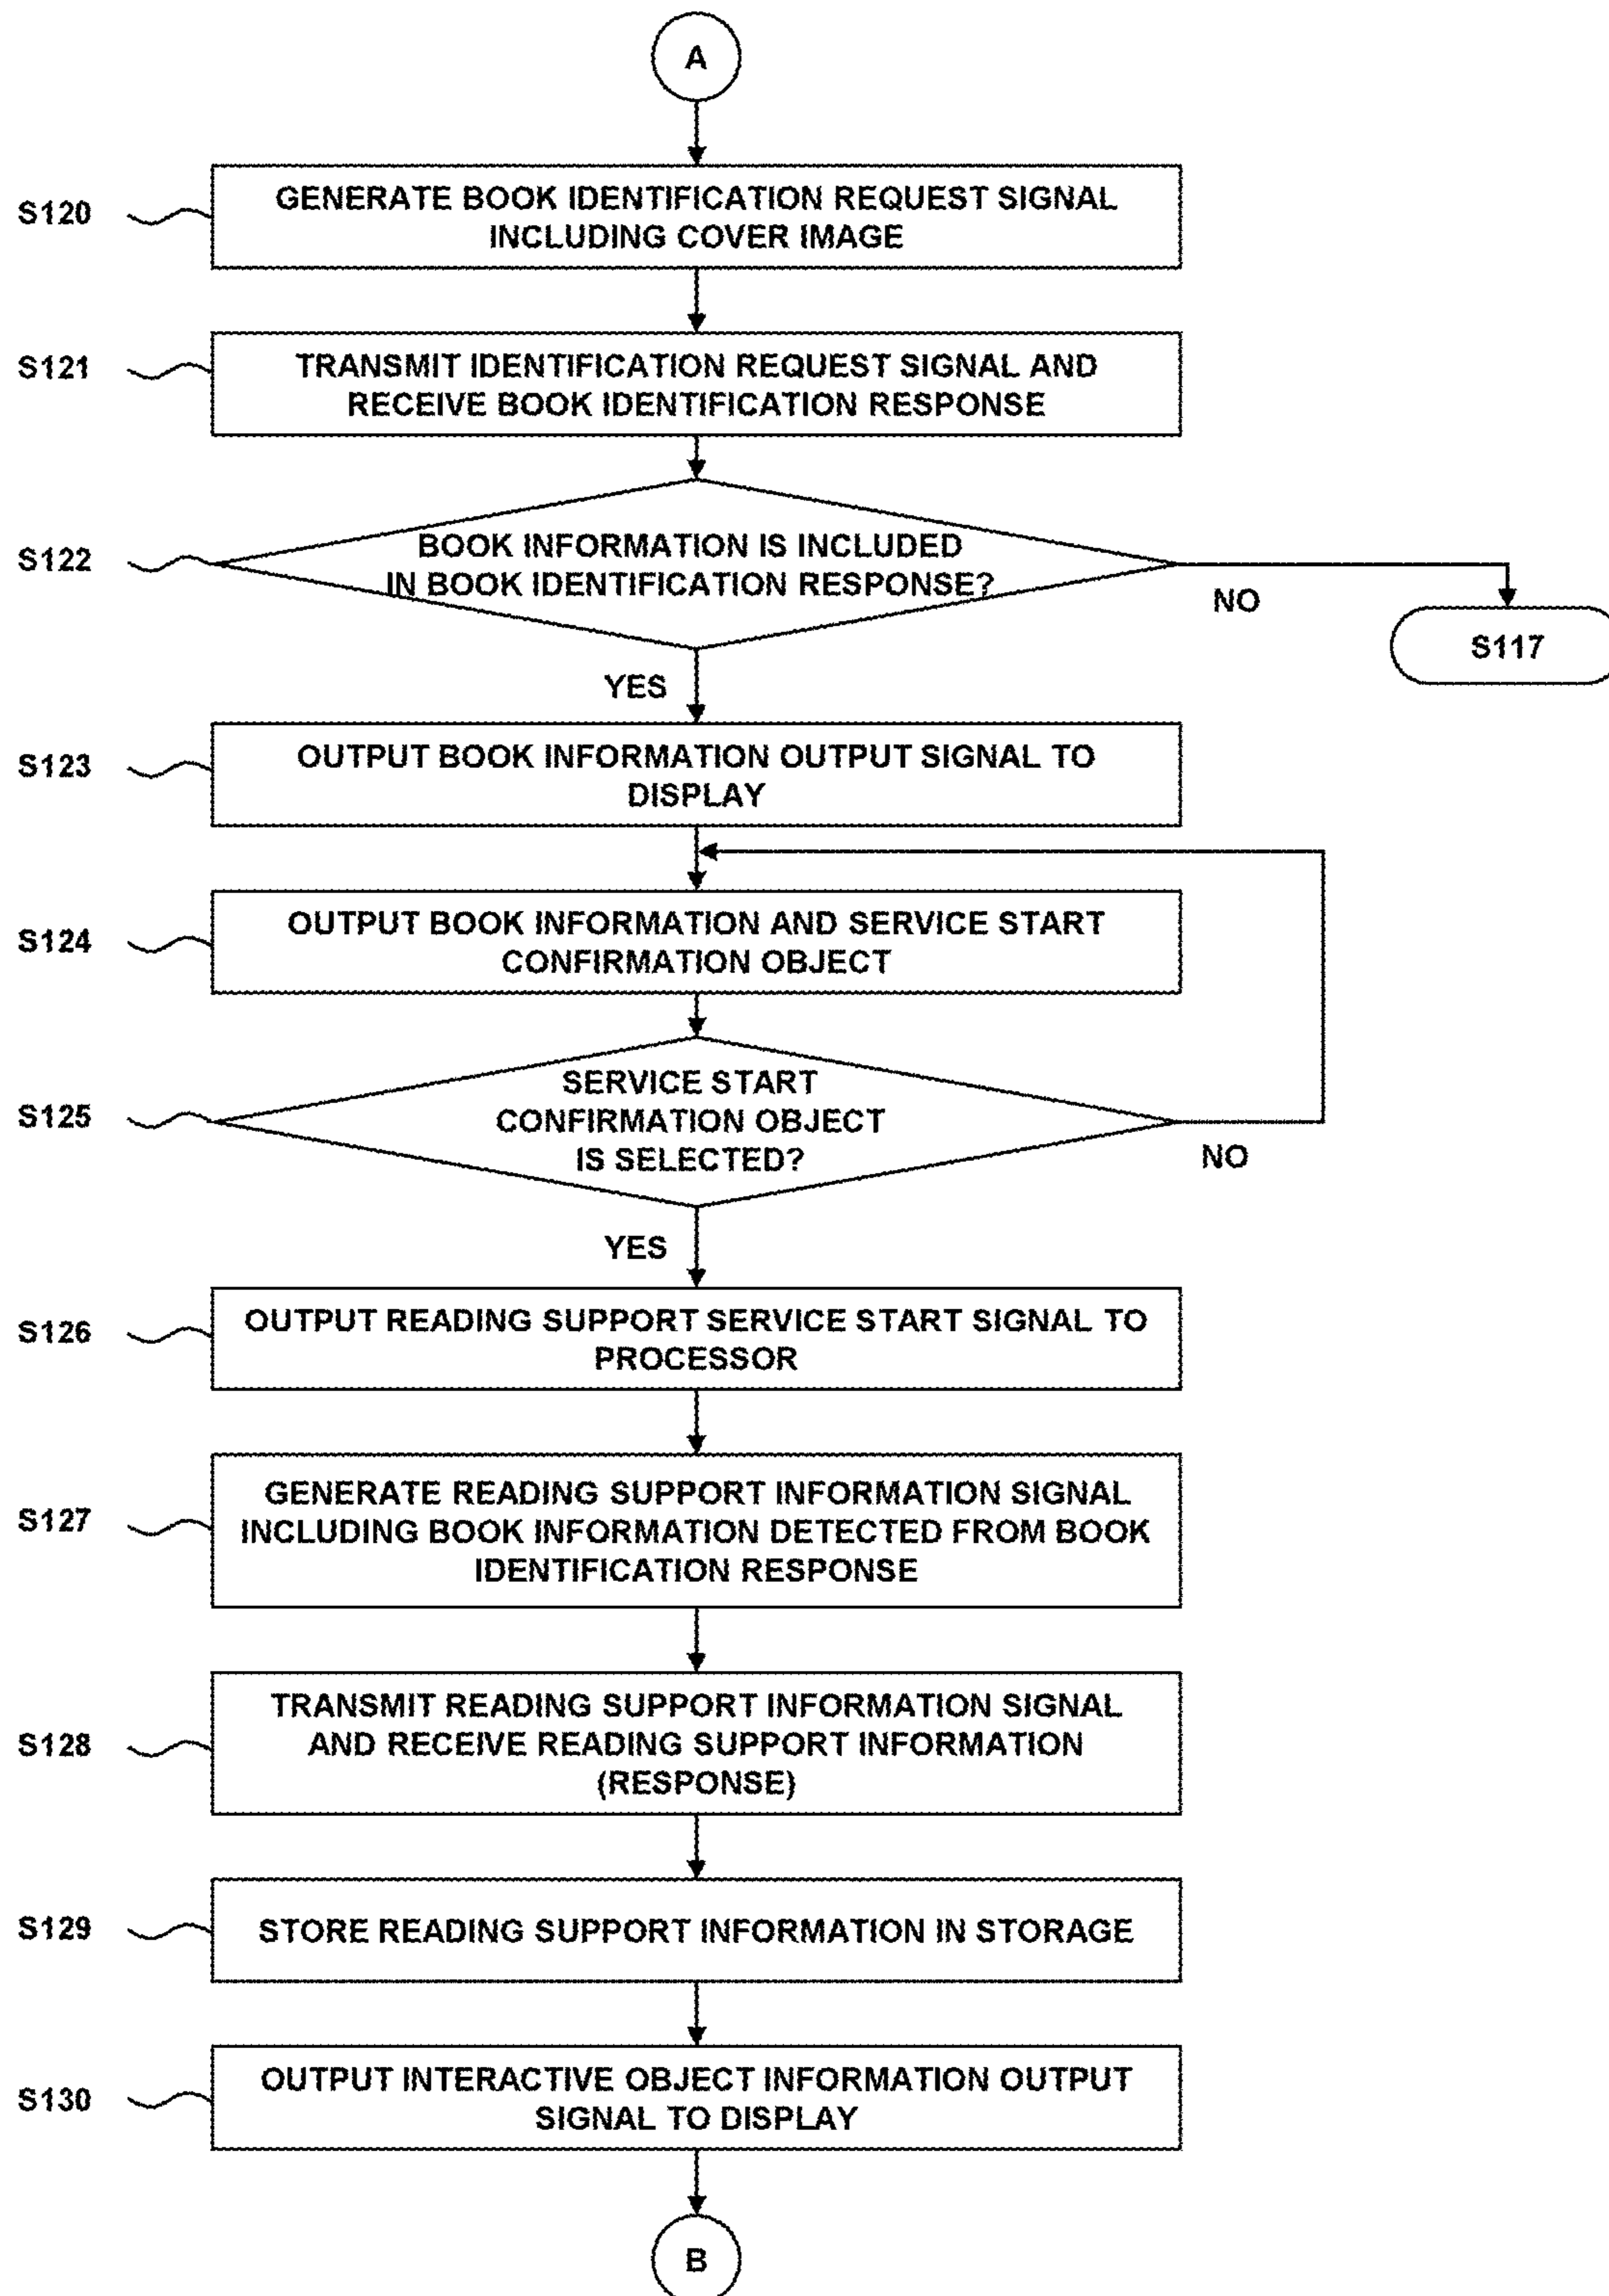 A
S120
GENERATE BOOK IDENTIFICATION REQUEST SIGNAL
INCLUDING COVER IMAGE
S121
TRANSMIT IDENTIFICATION REQUEST SIGNAL AND
RECEIVE BOOK IDENTIFICATION RESPONSE
S122
BOOK INFORMATION IS INCLUDED
IN BOOK IDENTIFICATION RESPONSE?
NO
S117
YES
S123
OUTPUT BOOK INFORMATION OUTPUT SIGNAL TO
DISPLAY
S124
OUTPUT BOOK INFORMATION AND SERVICE START
CONFIRMATION OBJECT
S125
SERVICE START
CONFIRMATION OBJECT
IS SELECTED?
NO
YES
S126
OUTPUT READING SUPPORT SERVICE START SIGNAL TO
PROCESSOR
S127
GENERATE READING SUPPORT INFORMATION SIGNAL
INCLUDING BOOK INFORMATION DETECTED FROM BOOK
IDENTIFICATION RESPONSE
S128
TRANSMIT READING SUPPORT INFORMATION SIGNAL
AND RECEIVE READING SUPPORT INFORMATION
(RESPONSE)
S129
STORE READING SUPPORT INFORMATION IN STORAGE
S130
OUTPUT INTERACTIVE OBJECT INFORMATION OUTPUT
SIGNAL TO DISPLAY
B